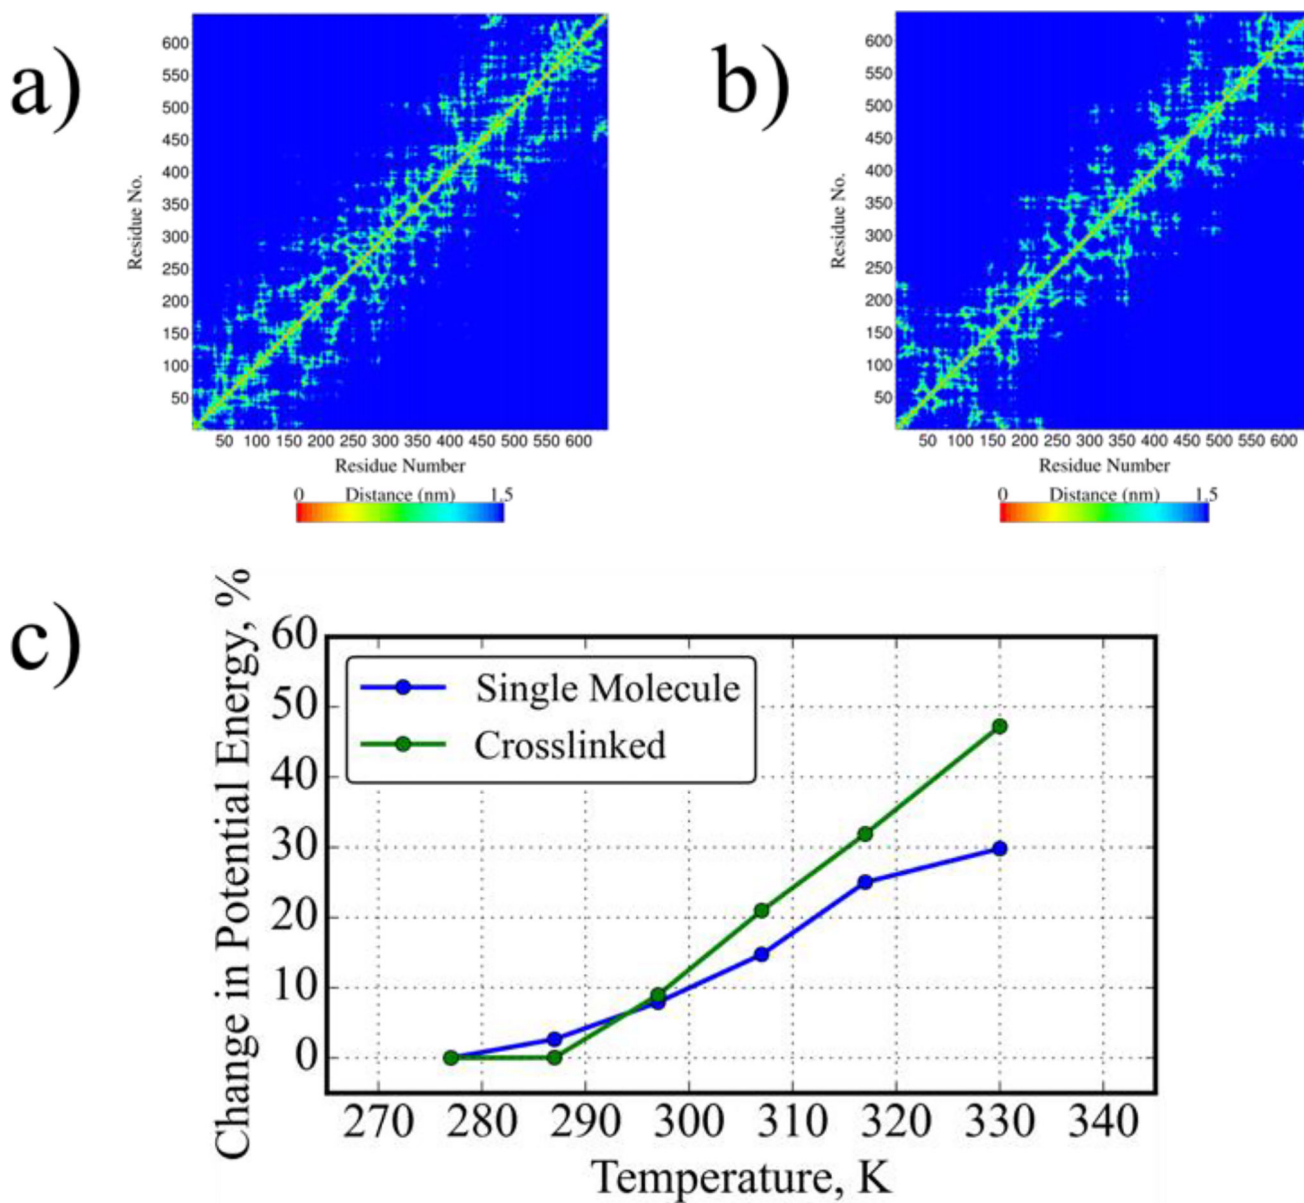 a)
600
550
500
450
400
350
300
250
200
150
100
50
Residue No.
50 100 150 200 250 300 350 400 450 500 550 600
Residue Number
0 Distance (nm) 1.5
b)
600
550
500
450
400
350
300
250
200
150
100
50
Residue No.
50 100 150 200 250 300 350 400 450 500 550 600
Residue Number
0 Distance (nm) 1.5
c)
Change in Potential Energy, %
60
50
40
30
20
10
0
Single Molecule
Crosslinked
270 280 290 300 310 320 330 340
Temperature, K